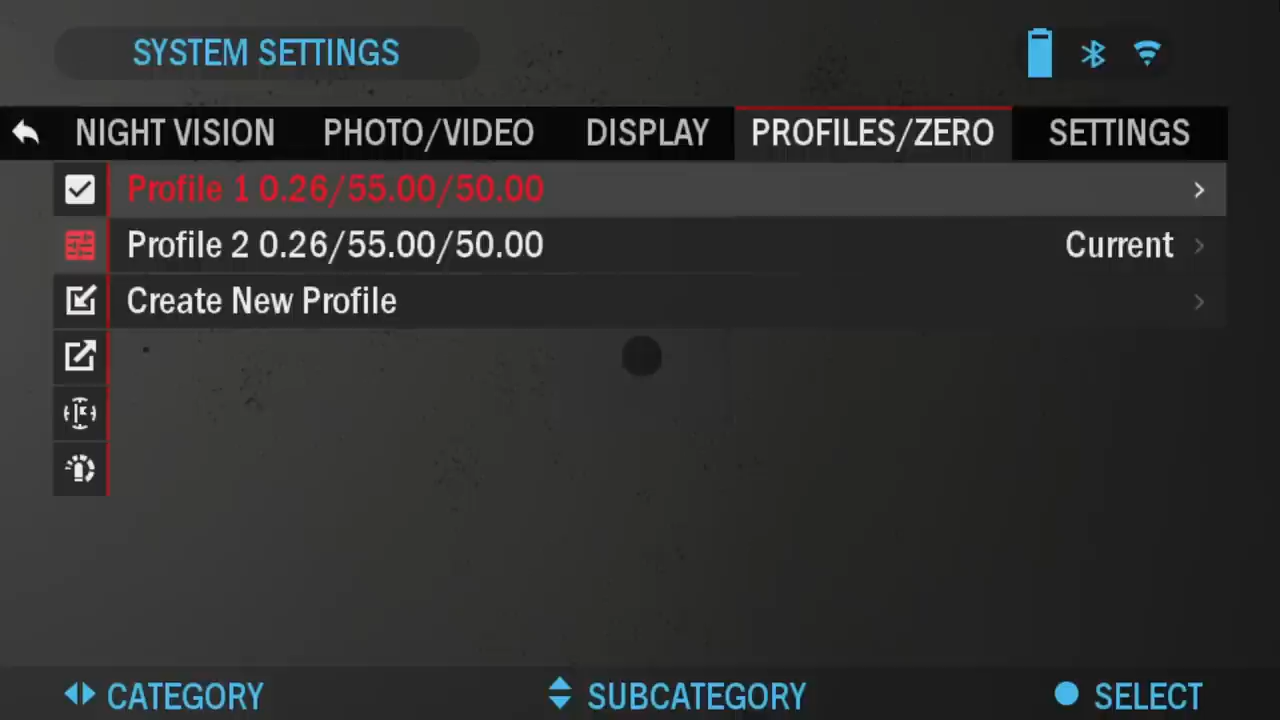 SYSTEM SETTINGS
NIGHT VISION PHOTO/VIDEO DISPLAY PROFILES/ZERO SETTINGS
Profile 1 0.26/55.00/50.00
Profile 2 0.26/55.00/50.00 Current
Create New Profile
CATEGORY SUBCATEGORY SELECT